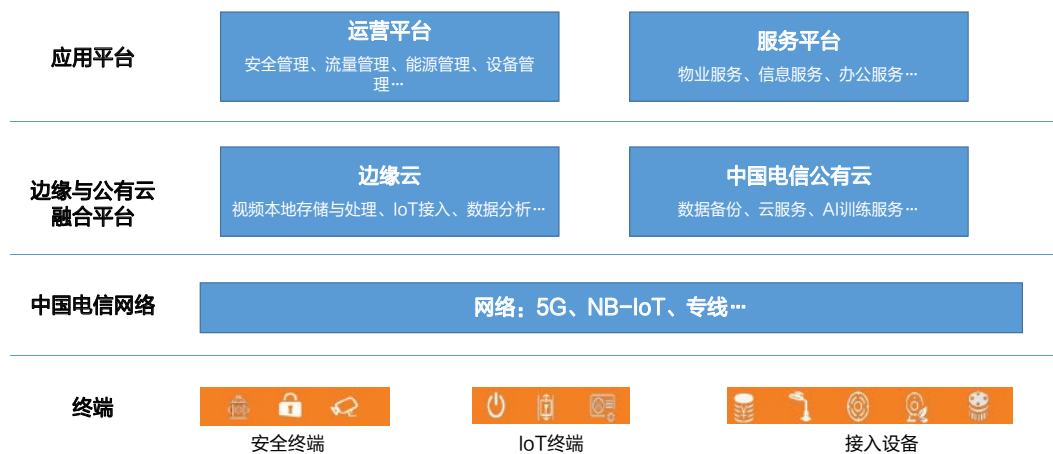 应用平台
运营平台
安全管理、流量管理、能源管理、设备管
理…
服务平台
物业服务、信息服务、办公服务…
边缘与公有云
融合平台
边缘云
视频本地存储与处理、IoT接入、数据分析…
中国电信公有云
数据备份、云服务、AI训练服务…
中国电信网络
网络：5G、NB-IoT、专线…
终端
安全终端
IoT终端
接入设备